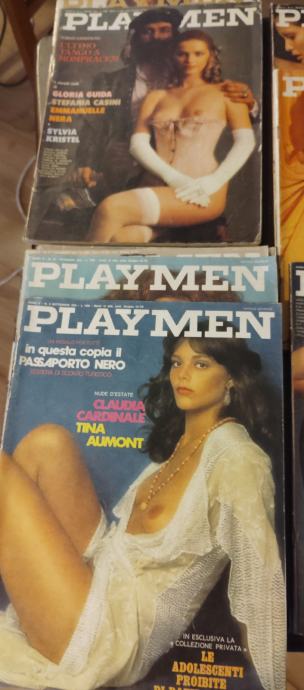 PLAYMEN
PLAYMEN
ULTIMO
TANGO A
MOMPRACEM
GLORIA GUIDA
STEFANIA CASINI
EMMANUELLE
NERA
SYLVIA
KRISTEL
PLAYMEN
PLAYMEN
in questa copia il
PASSAPORTO NERO
NUDE D'ESTATE
CLAUDIA
CARDINALE
TINA
AUMONT
IN ESCLUSIVA LA
« COLLEZIONE PRIVATA »
LE
ADOLESCENTI
PROIBITE